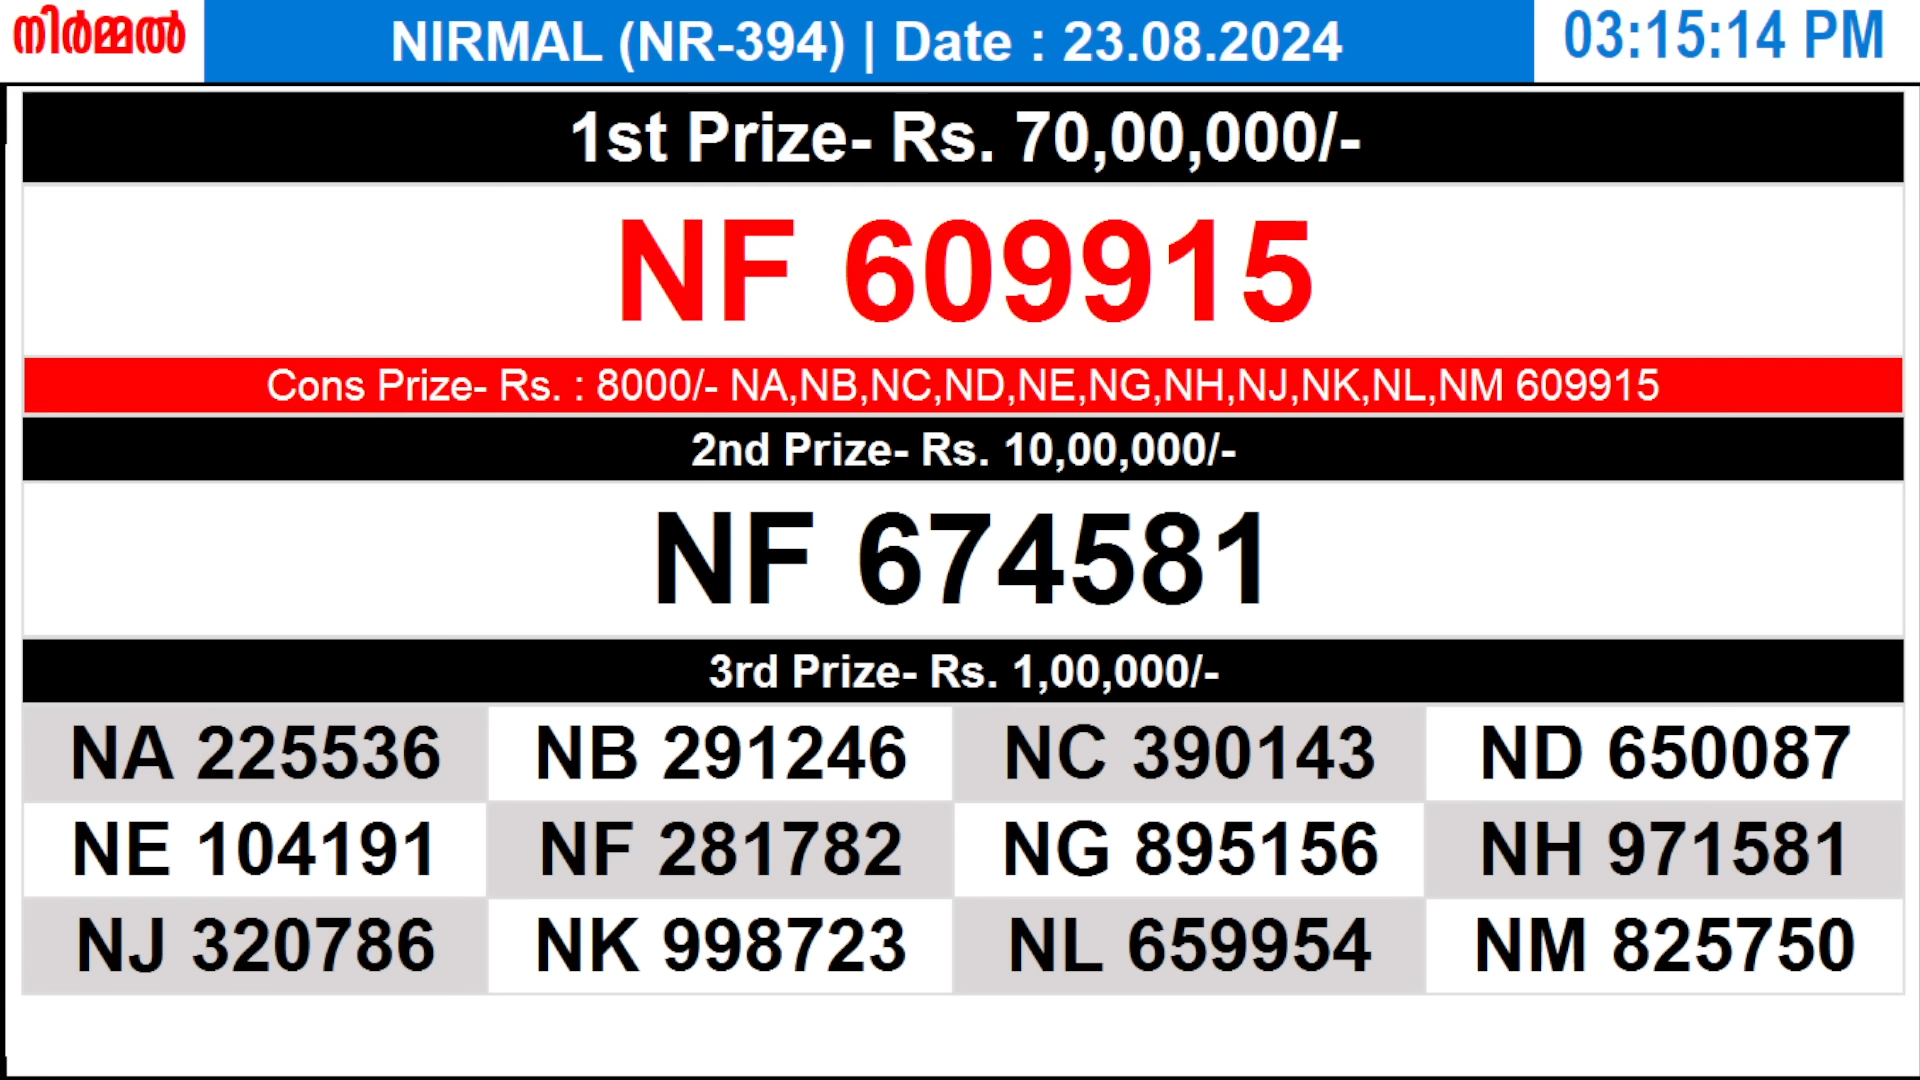 നിർമ്മൽ NIRMAL (NR-394) | Date : 23.08.2024 03:15:14 PM
1st Prize- Rs. 70,00,000/-
NF 609915
Cons Prize- Rs. : 8000/- NA,NB,NC,ND,NE,NG,NH,NJ,NK,NL,NM 609915
2nd Prize- Rs. 10,00,000/-
NF 674581
3rd Prize- Rs. 1,00,000/-
NA 225536 NB 291246 NC 390143 ND 650087
NE 104191 NF 281782 NG 895156 NH 971581
NJ 320786 NK 998723 NL 659954 NM 825750